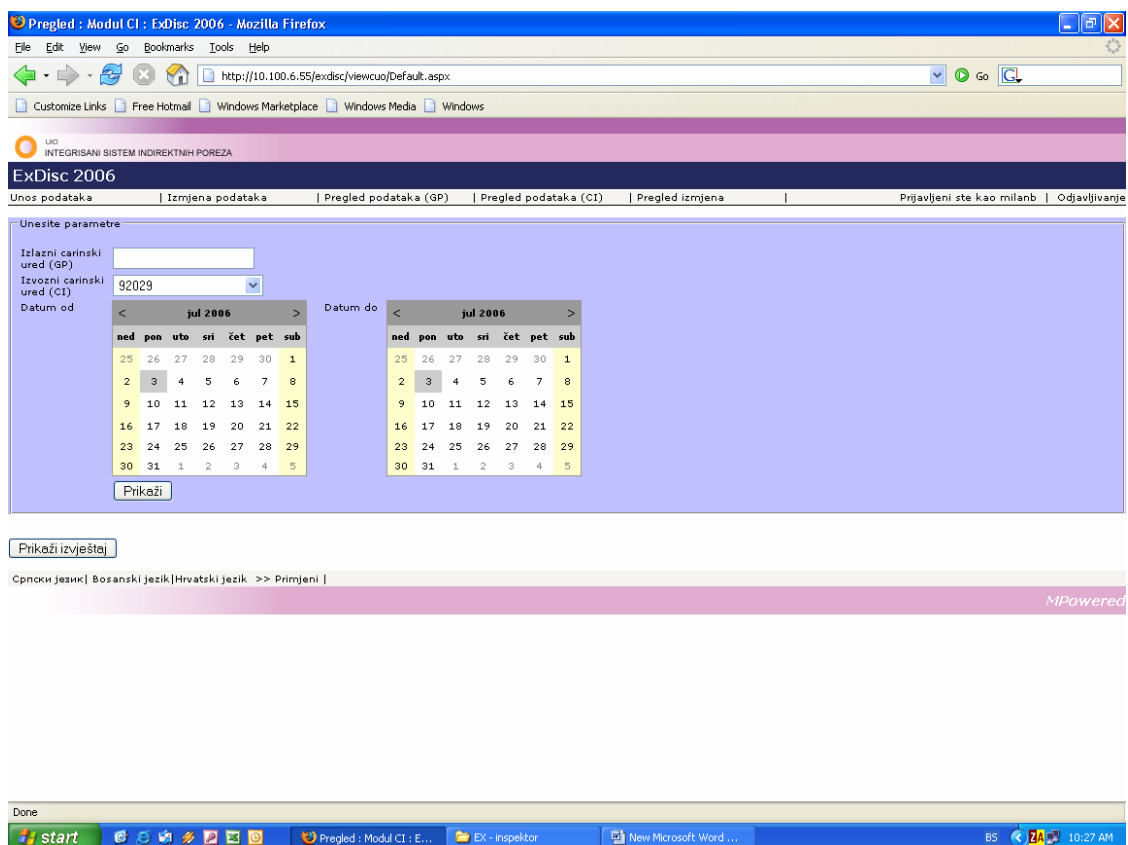 Pregled : Modul CI : ExDisc 2006 - Mozilla Firefox
File Edit View Go Bookmarks Tools Help
http://10.100.6.55/exdisc/viewcuo/Default.aspx Go G
Customize Links Free Hotmail Windows Marketplace Windows Media Windows
UIO
INTEGRISANI SISTEM INDIREKTNIH POREZA
ExDisc 2006
Unos podataka | Izmjena podataka | Pregled podataka (GP) | Pregled podataka (CI) | Pregled izmjena | Prijavljeni ste kao milanb | Odjavljivanje
Unesite parametre
Izlazni carinski
ured (GP)
Izvozni carinski
ured (CI)
92029
Datum od
< jul 2006 >
ned pon uto sri čet pet sub
25 26 27 28 29 30 1
2 3 4 5 6 7 8
9 10 11 12 13 14 15
16 17 18 19 20 21 22
23 24 25 26 27 28 29
30 31 1 2 3 4 5
Datum do
< jul 2006 >
ned pon uto sri čet pet sub
25 26 27 28 29 30 1
2 3 4 5 6 7 8
9 10 11 12 13 14 15
16 17 18 19 20 21 22
23 24 25 26 27 28 29
30 31 1 2 3 4 5
Prikaži
Prikaži izvještaj
Српски језик| Bosanski jezik|Hrvatski jezik >> Primjeni |
MPowered
Done
start Pregled : Modul CI : E... EX - inspektor New Microsoft Word ... BS ZA 10:27 AM